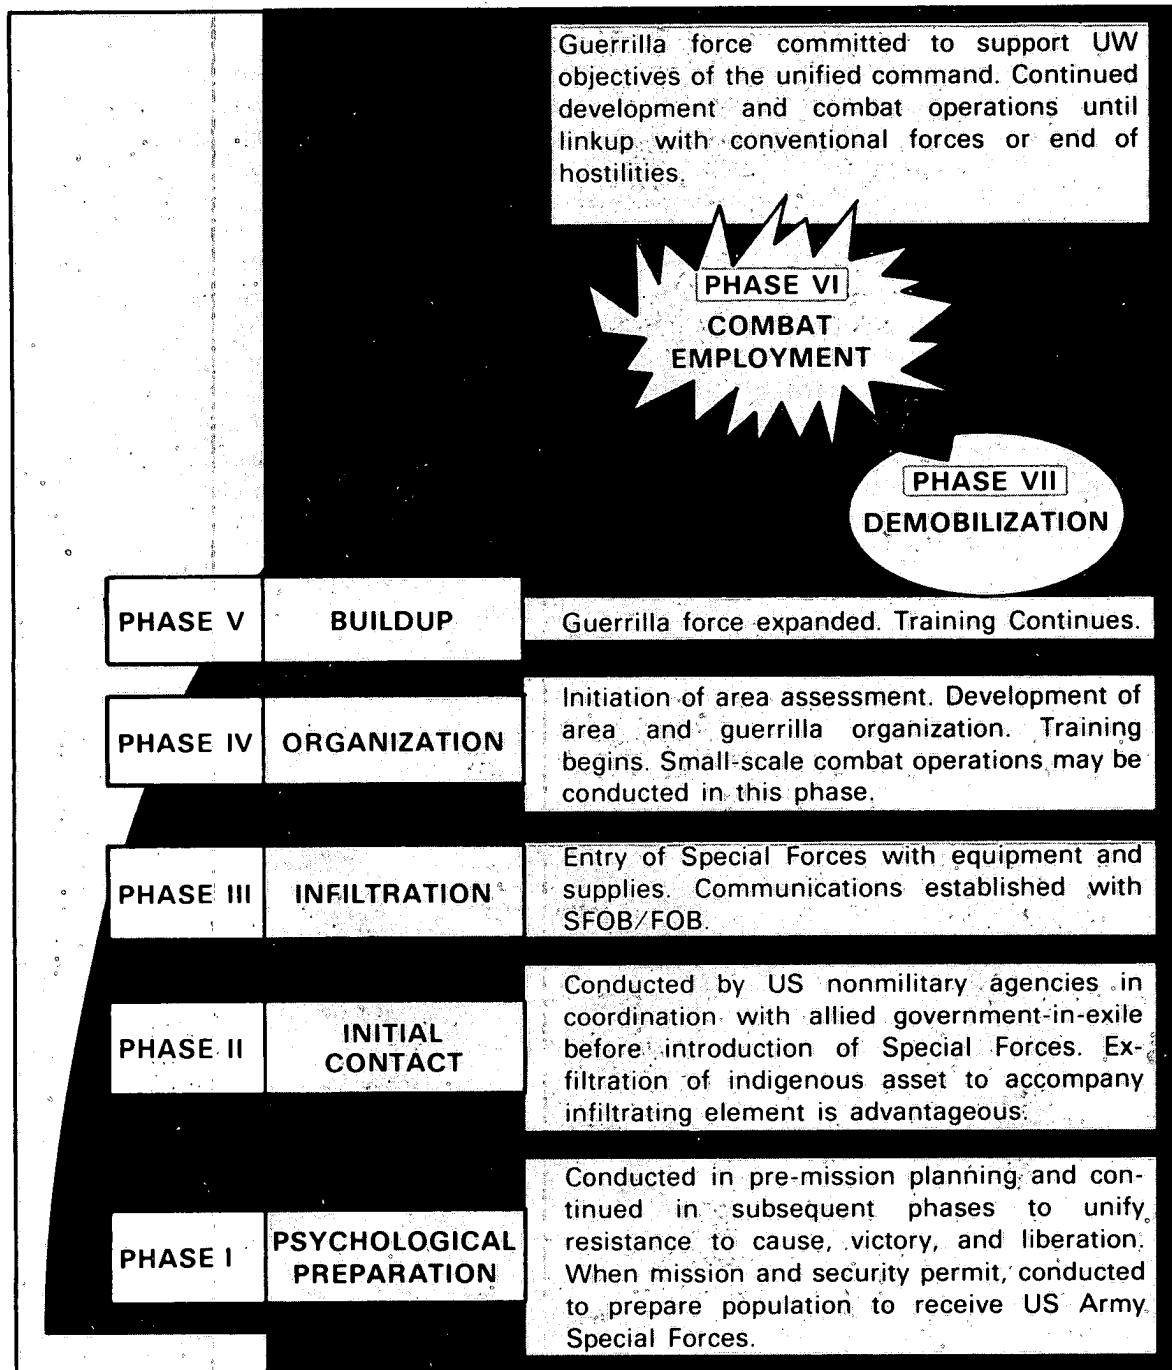 Guerrilla force committed to support UW
objectives of the unified command. Continued
development and combat operations until
linkup with conventional forces or end of
hostilities.
PHASE VI
COMBAT
EMPLOYMENT
PHASE VII
DEMOBILIZATION
PHASE V
BUILDUP
Guerrilla force expanded. Training Continues.
PHASE IV
ORGANIZATION
Initiation of area assessment. Development of
area and guerrilla organization. Training
begins. Small-scale combat operations may be
conducted in this phase.
PHASE III
INFILTRATION
Entry of Special Forces with equipment and
supplies. Communications established with
SFOB/FOB.
PHASE II
INITIAL
CONTACT
Conducted by US nonmilitary agencies in
coordination with allied government-in-exile
before introduction of Special Forces. Ex-
filtration of indigenous asset to accompany
infiltrating element is advantageous.
PHASE I
PSYCHOLOGICAL
PREPARATION
Conducted in pre-mission planning and con-
tinued in subsequent phases to unify
resistance to cause, victory, and liberation.
When mission and security permit, conducted
to prepare population to receive US Army
Special Forces.